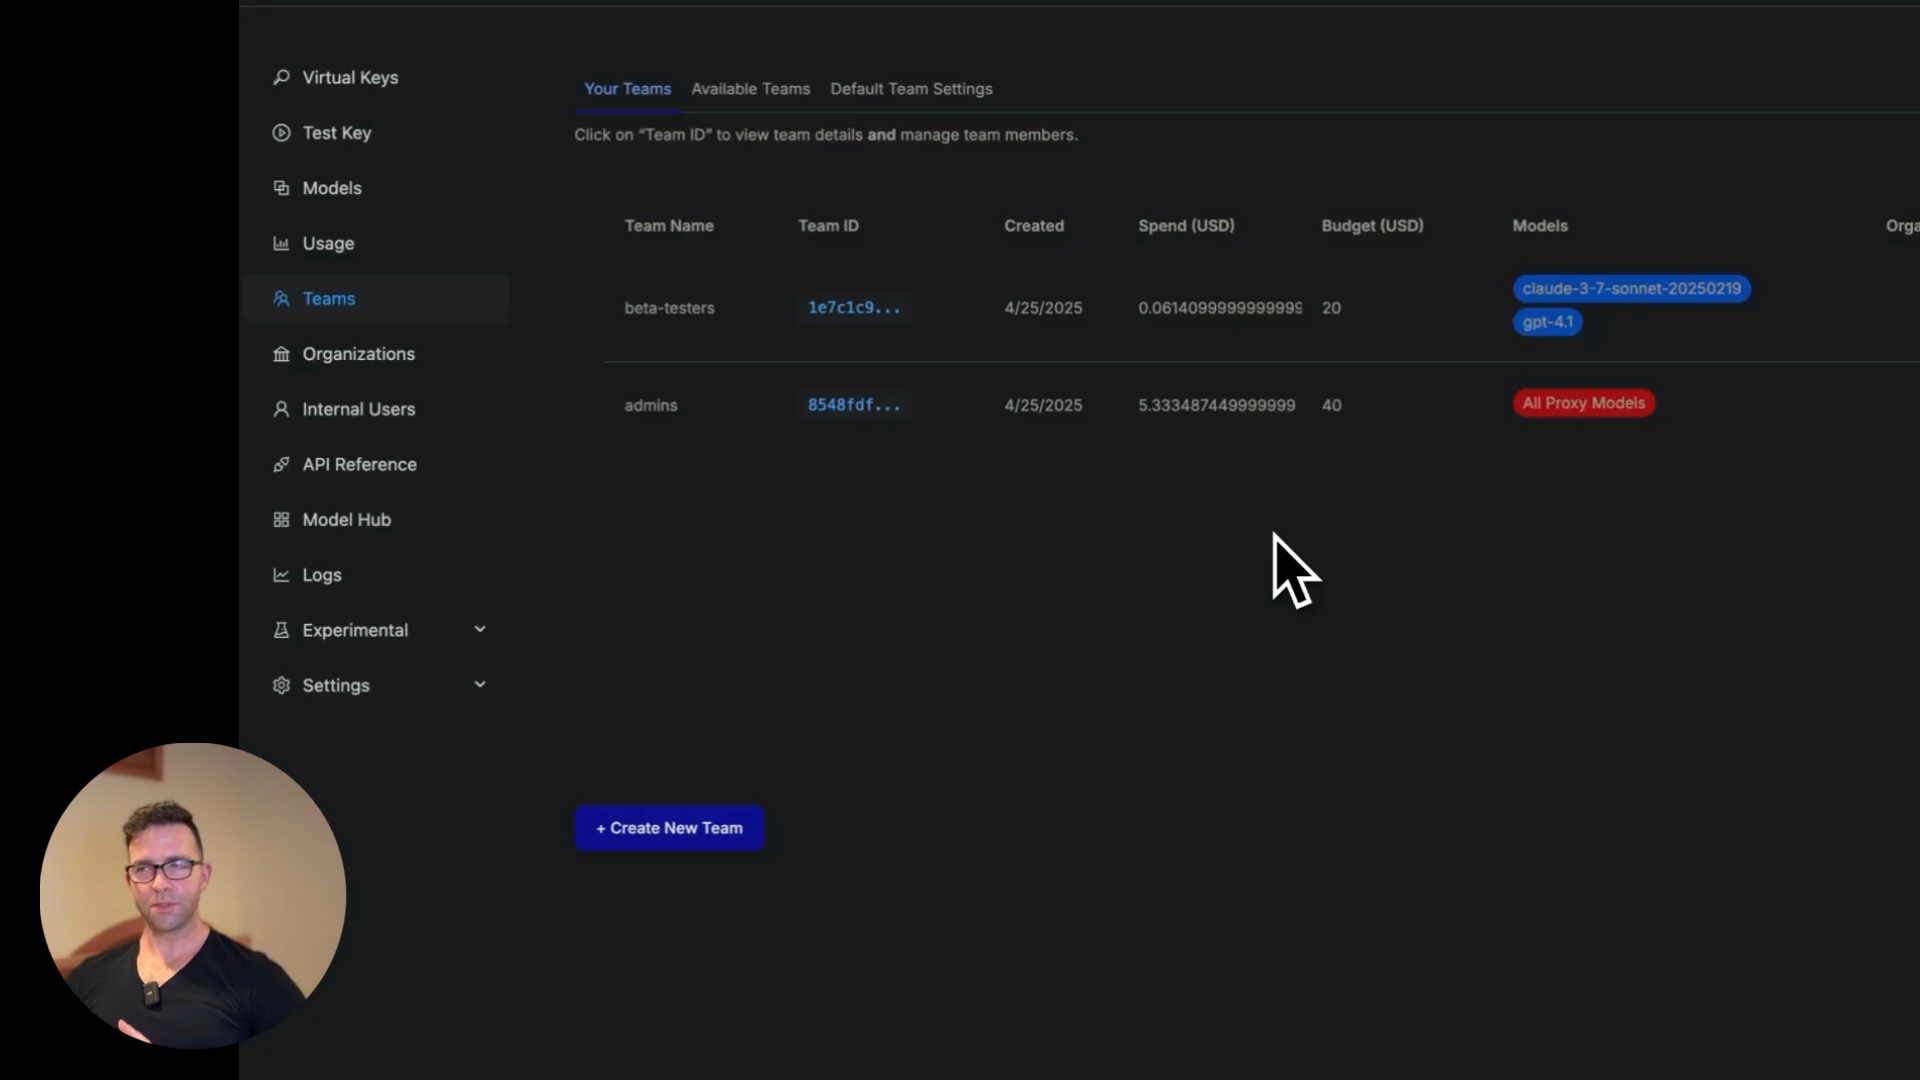 Virtual Keys
Test Key
Models
Usage
Teams
Organizations
Internal Users
API Reference
Model Hub
Logs
Experimental
Settings
Your Teams Available Teams Default Team Settings
Click on “Team ID” to view team details and manage team members.
Team Name Team ID Created Spend (USD) Budget (USD) Models Orga
beta-testers 1e7c1c9... 4/25/2025 0.0614099999999999 20 claude-3-7-sonnet-20250219
gpt-4.1
admins 8548fdf... 4/25/2025 5.333487449999999 40 All Proxy Models
+ Create New Team